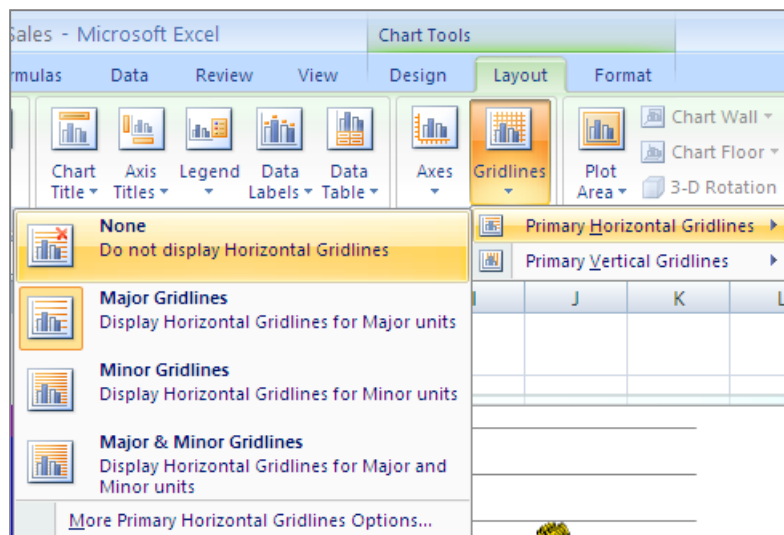 Sales - Microsoft Excel
Chart Tools
Data Review View Design Layout Format
Chart Title
Axis Titles
Legend
Data Labels
Data Table
Axes
Gridlines
Plot Area
Chart Wall
Chart Floor
3-D Rotation
Primary Horizontal Gridlines
Primary Vertical Gridlines
None
Do not display Horizontal Gridlines
Major Gridlines
Display Horizontal Gridlines for Major units
Minor Gridlines
Display Horizontal Gridlines for Minor units
Major & Minor Gridlines
Display Horizontal Gridlines for Major and
Minor units
More Primary Horizontal Gridlines Options...
J K L